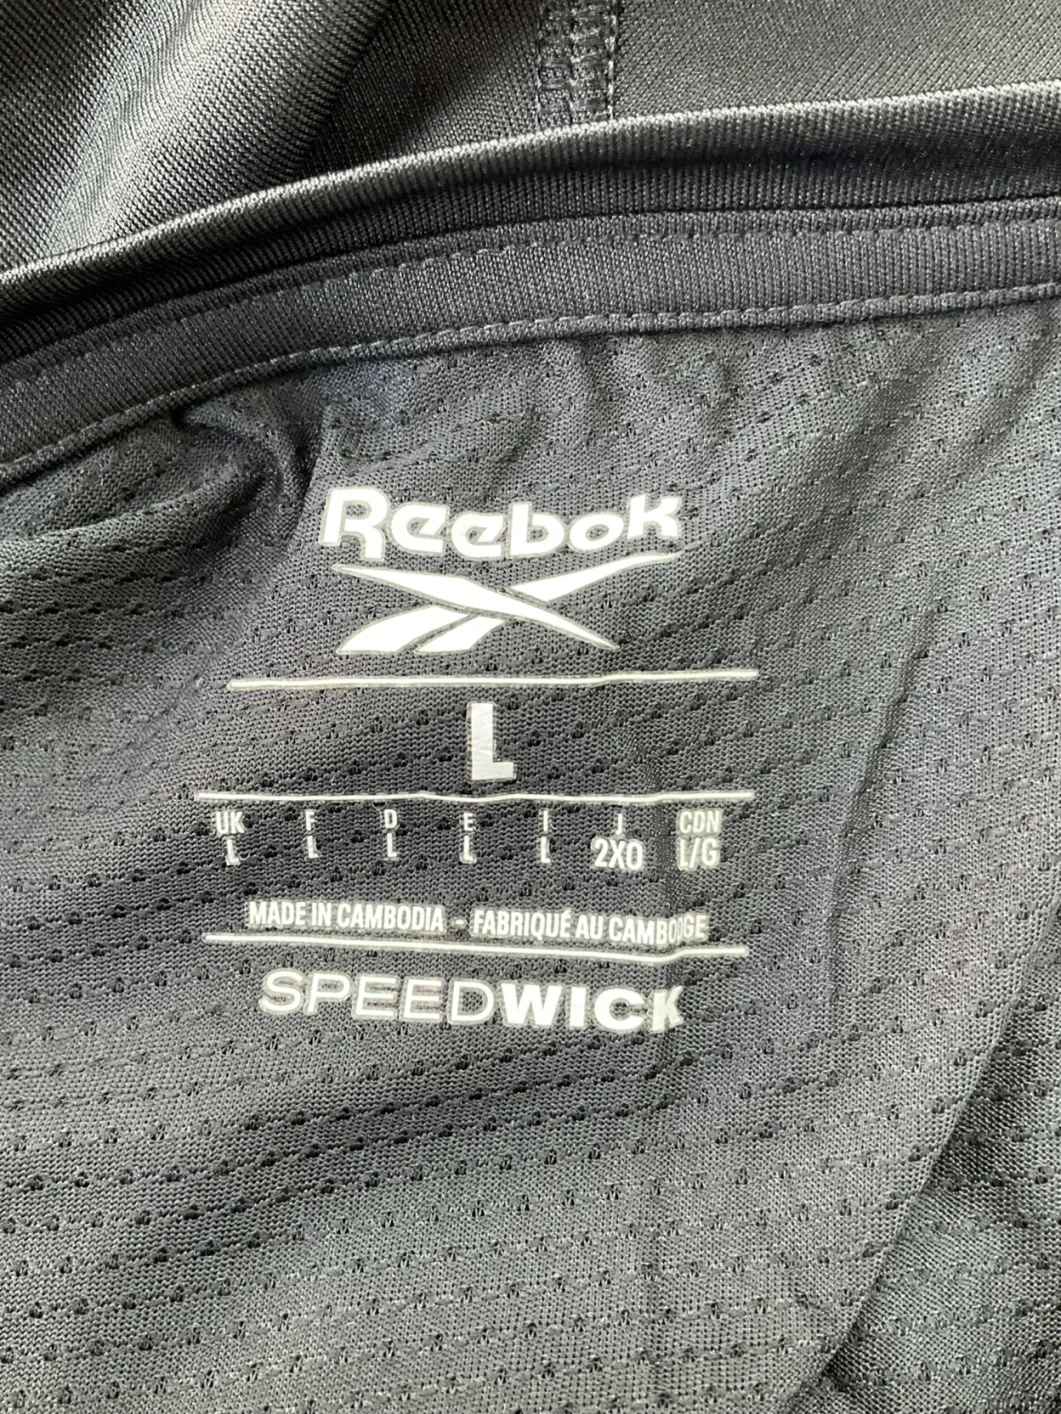 Reebok
L
UK F D E I J CDN
L L L L L 2XO L/G
MADE IN CAMBODIA - FABRIQUÉ AU CAMBODGE
SPEEDWICK